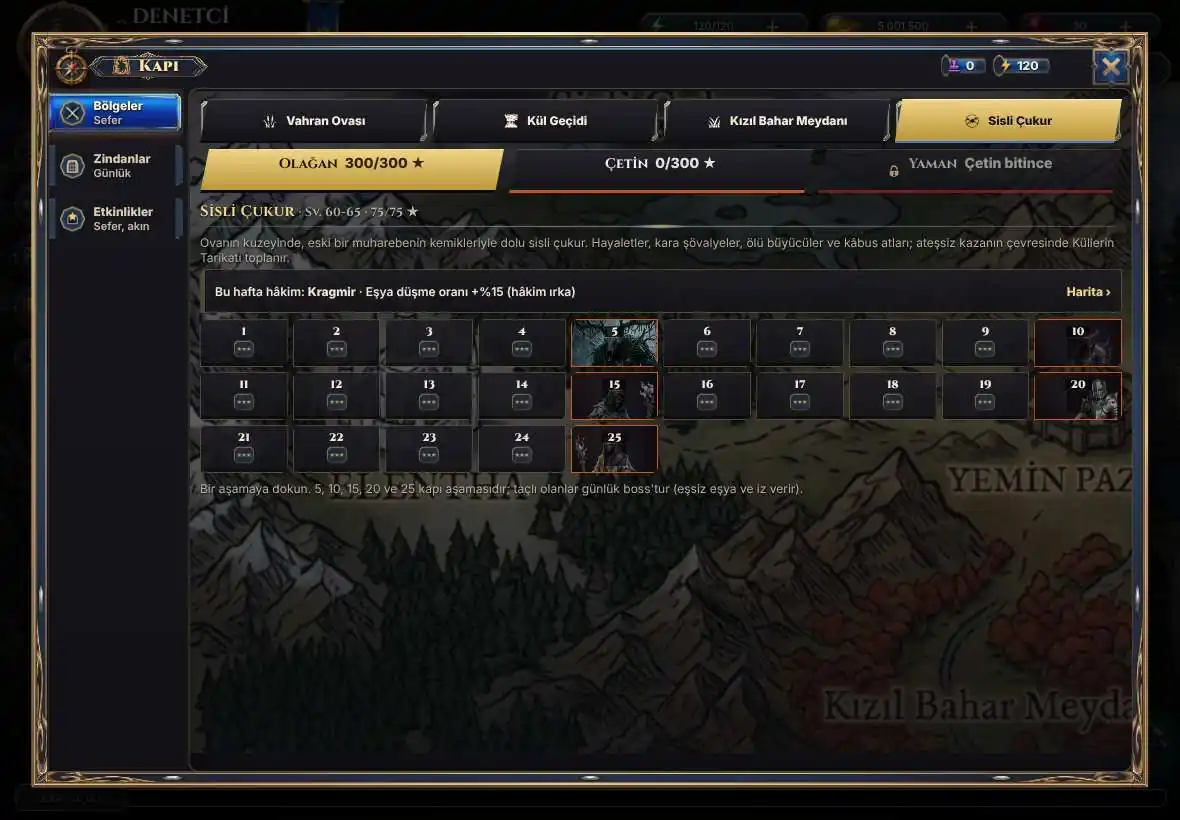 DENETCİ
120/120
5 001 500
30
KAPI
0
120
Bölgeler
Sefer
Zindanlar
Günlük
Etkinlikler
Sefer, akın
Vahran Ovası
Kül Geçidi
Kızıl Bahar Meydanı
Sisli Çukur
OLAĞAN 300/300 ★
ÇETİN 0/300 ★
YAMAN Çetin bitince
SİSLİ ÇUKUR · SV. 60-65 · 75/75 ★
Ovanın kuzeyinde, eski bir muharebenin kemikleriyle dolu sisli çukur. Hayaletler, kara şövalyeler, ölü büyücüler ve kâbus atları; ateşsiz kazanın çevresinde Küllerin
Tarikatı toplanır.
Bu hafta hâkim: Kragmir · Eşya düşme oranı +%15 (hâkim ırka)
Harita ›
1 2 3 4 5 6 7 8 9 10
11 12 13 14 15 16 17 18 19 20
21 22 23 24 25
YEMİN PAZ
Bir aşamaya dokun. 5, 10, 15, 20 ve 25 kapı aşamasıdır; taçlı olanlar günlük boss'tur (eşsiz eşya ve iz verir).
Kızıl Bahar Meyda